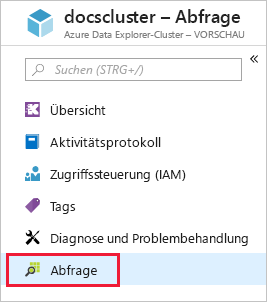 docscluster – Abfrage
Azure Data Explorer-Cluster – VORSCHAU
Suchen (STRG+/)
Übersicht
Aktivitätsprotokoll
Zugriffssteuerung (IAM)
Tags
Diagnose und Problembehandlung
Abfrage